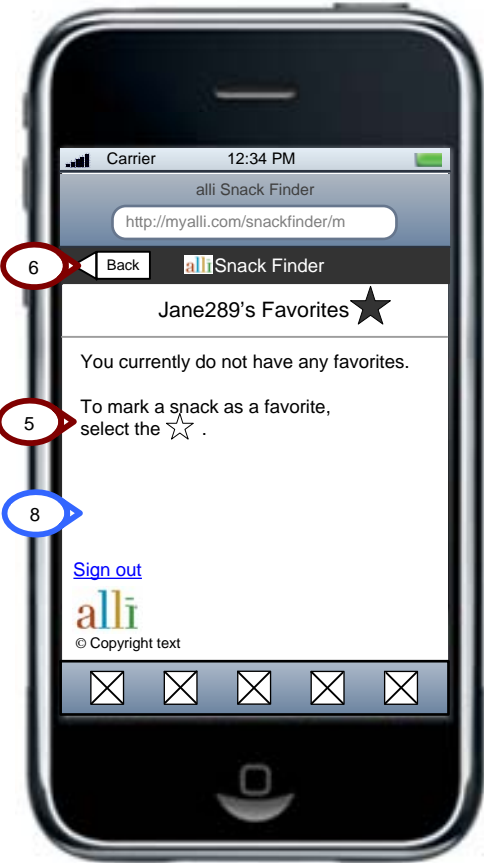 Carrier 12:34 PM
alli Snack Finder
http://myalli.com/snackfinder/m
6
Back
alli Snack Finder
Jane289's Favorites
You currently do not have any favorites.
To mark a snack as a favorite,
5
select the .
8
Sign out
alli
© Copyright text